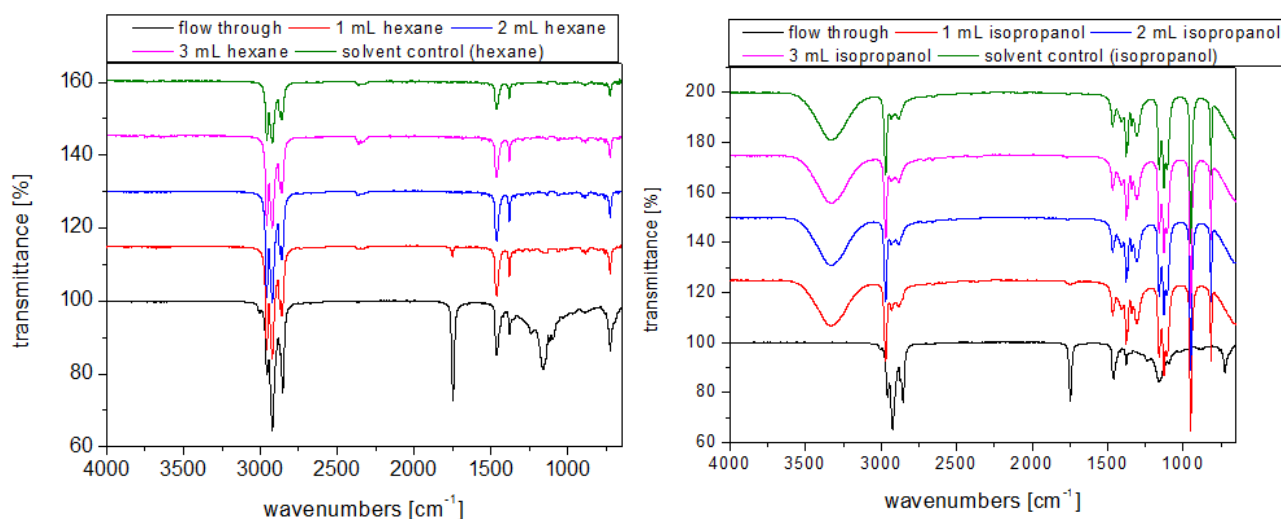 flow through 1 mL hexane 2 mL hexane
3 mL hexane solvent control (hexane)
160
140
120
100
80
60
transmittance [%]
4000 3500 3000 2500 2000 1500 1000
wavenumbers [cm⁻¹]
flow through 1 mL isopropanol 2 mL isopropanol
3 mL isopropanol solvent control (isopropanol)
200
180
160
140
120
100
80
60
transmittance [%]
4000 3500 3000 2500 2000 1500 1000
wavenumbers [cm⁻¹]